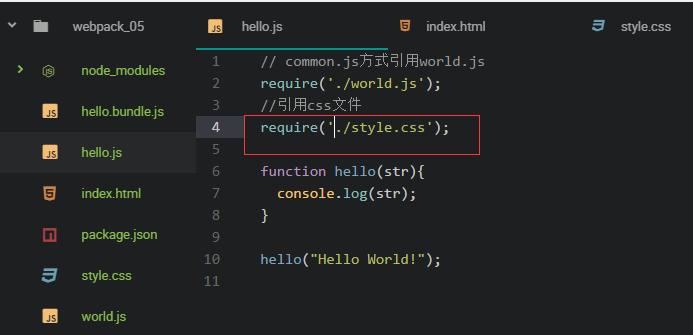 webpack_05
node_modules
hello.bundle.js
hello.js
index.html
package.json
style.css
world.js
hello.js
index.html
style.css
1 // common.js方式引用world.js
2 require('./world.js');
3 //引用css文件
4 require('./style.css');
5
6 function hello(str){
7 console.log(str);
8 }
9
10 hello("Hello World!");
11